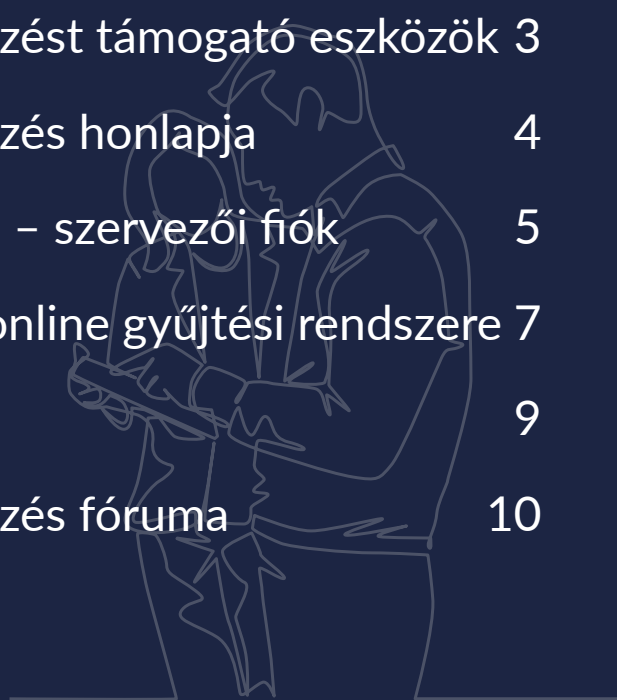 zést támogató eszközök 3
zés honlapja 4
– szervezői fiók 5
online gyűjtési rendszere 7
9
zés fóruma 10